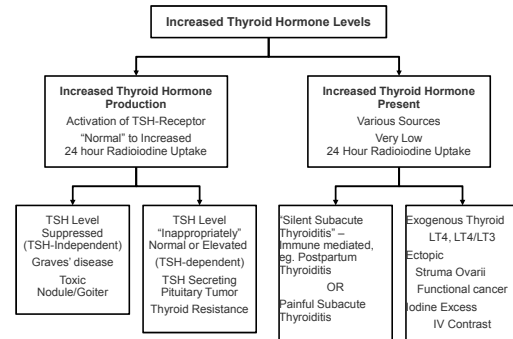 Increased Thyroid Hormone Levels
Increased Thyroid Hormone
Production
Activation of TSH-Receptor
“Normal” to Increased
24 hour Radioiodine Uptake
Increased Thyroid Hormone
Present
Various Sources
Very Low
24 Hour Radioiodine Uptake
TSH Level
Suppressed
(TSH-Independent)
Graves’ disease
Toxic
Nodule/Goiter
TSH Level
“Inappropriately”
Normal or Elevated
(TSH-dependent)
TSH Secreting
Pituitary Tumor
Thyroid Resistance
“Silent Subacute
Thyroiditis” –
Immune mediated,
eg. Postpartum
Thyroiditis
OR
Painful Subacute
Thyroiditis
Exogenous Thyroid
LT4, LT4/LT3
Ectopic
Struma Ovarii
Functional cancer
Iodine Excess
IV Contrast